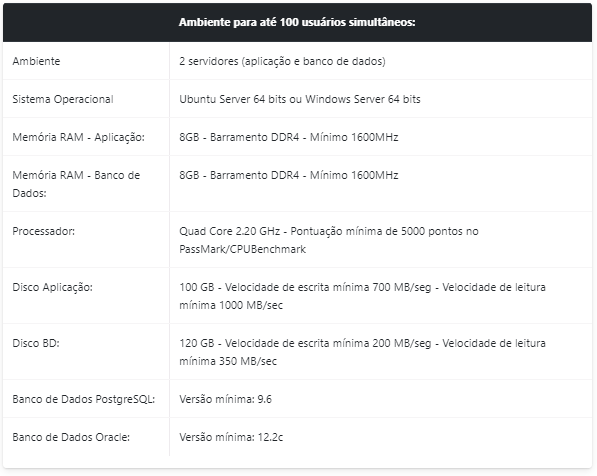 Ambiente para até 100 usuários simultâneos:
Ambiente
2 servidores (aplicação e banco de dados)
Sistema Operacional
Ubuntu Server 64 bits ou Windows Server 64 bits
Memória RAM - Aplicação:
8GB - Barramento DDR4 - Mínimo 1600MHz
Memória RAM - Banco de
Dados:
8GB - Barramento DDR4 - Mínimo 1600MHz
Processador:
Quad Core 2.20 GHz - Pontuação mínima de 5000 pontos no
PassMark/CPUBenchmark
Disco Aplicação:
100 GB - Velocidade de escrita mínima 700 MB/seg - Velocidade de leitura
mínima 1000 MB/sec
Disco BD:
120 GB - Velocidade de escrita mínima 200 MB/seg - Velocidade de leitura
mínima 350 MB/sec
Banco de Dados PostgreSQL:
Versão mínima: 9.6
Banco de Dados Oracle:
Versão mínima: 12.2c